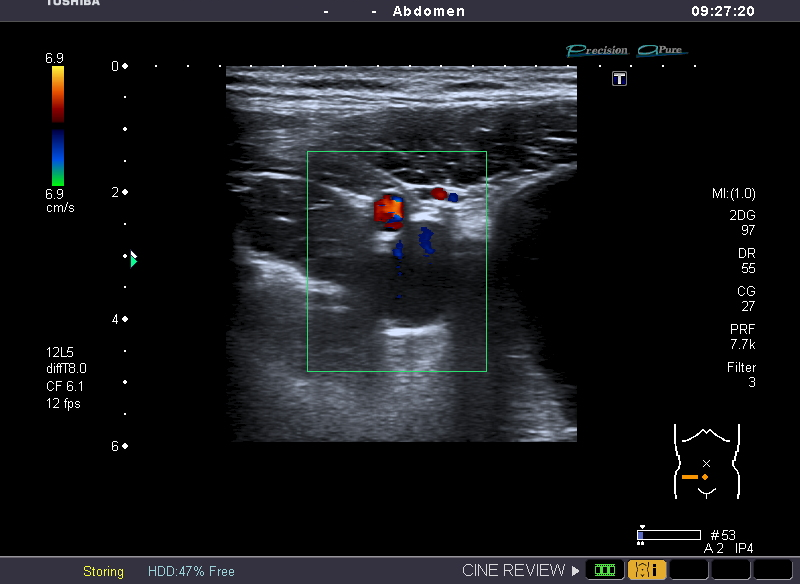 TOSHIBA
- - Abdomen
09:27:20
Precision APure
T
6.9
6.9
cm/s
0
2
4
6
12L5
diffT8.0
CF 6.1
12 fps
MI:(1.0)
2DG
97
DR
55
CG
27
PRF
7.7k
Filter
3
#53
A 2 IP4
Storing
HDD:47% Free
CINE REVIEW
i